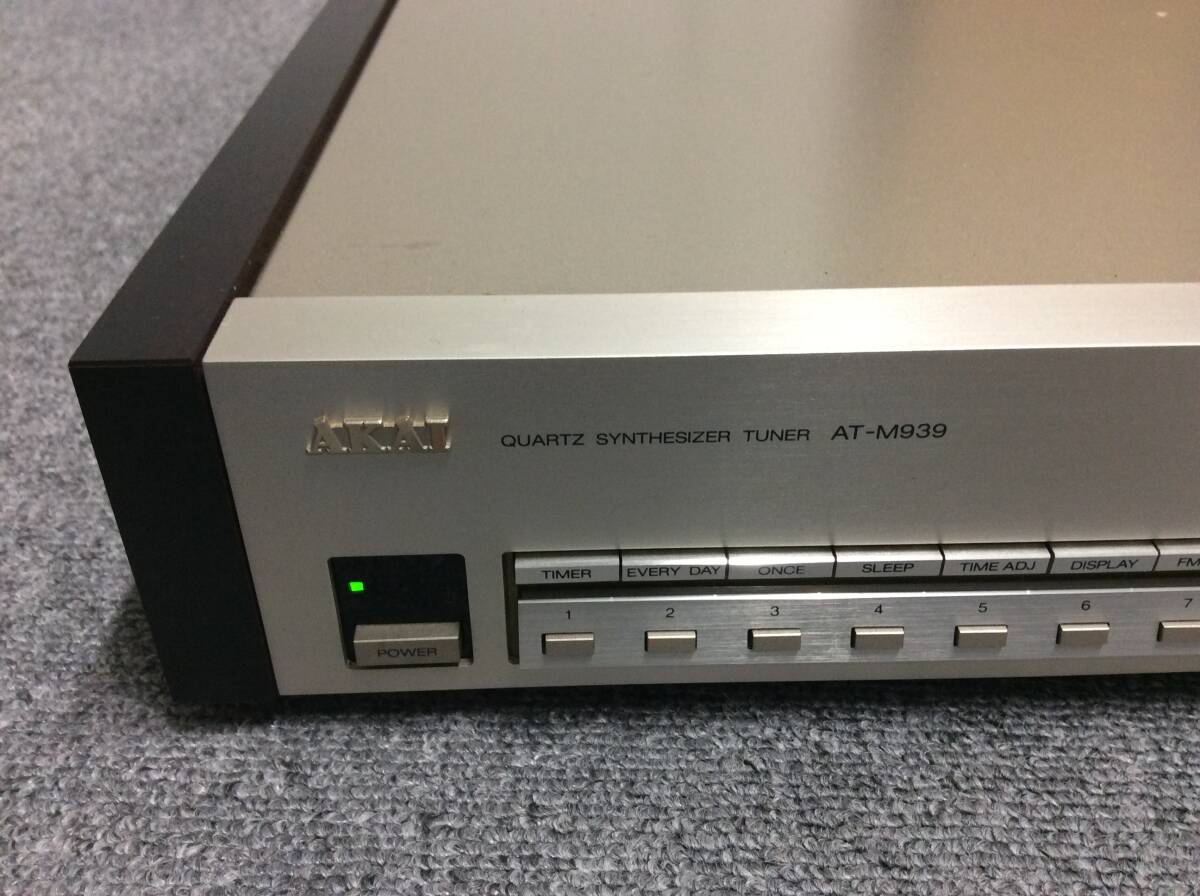 AKAI QUARTZ SYNTHESIZER TUNER AT-M939
TIMER EVERY DAY ONCE SLEEP TIME ADJ DISPLAY FM
1 2 3 4 5 6 7
POWER